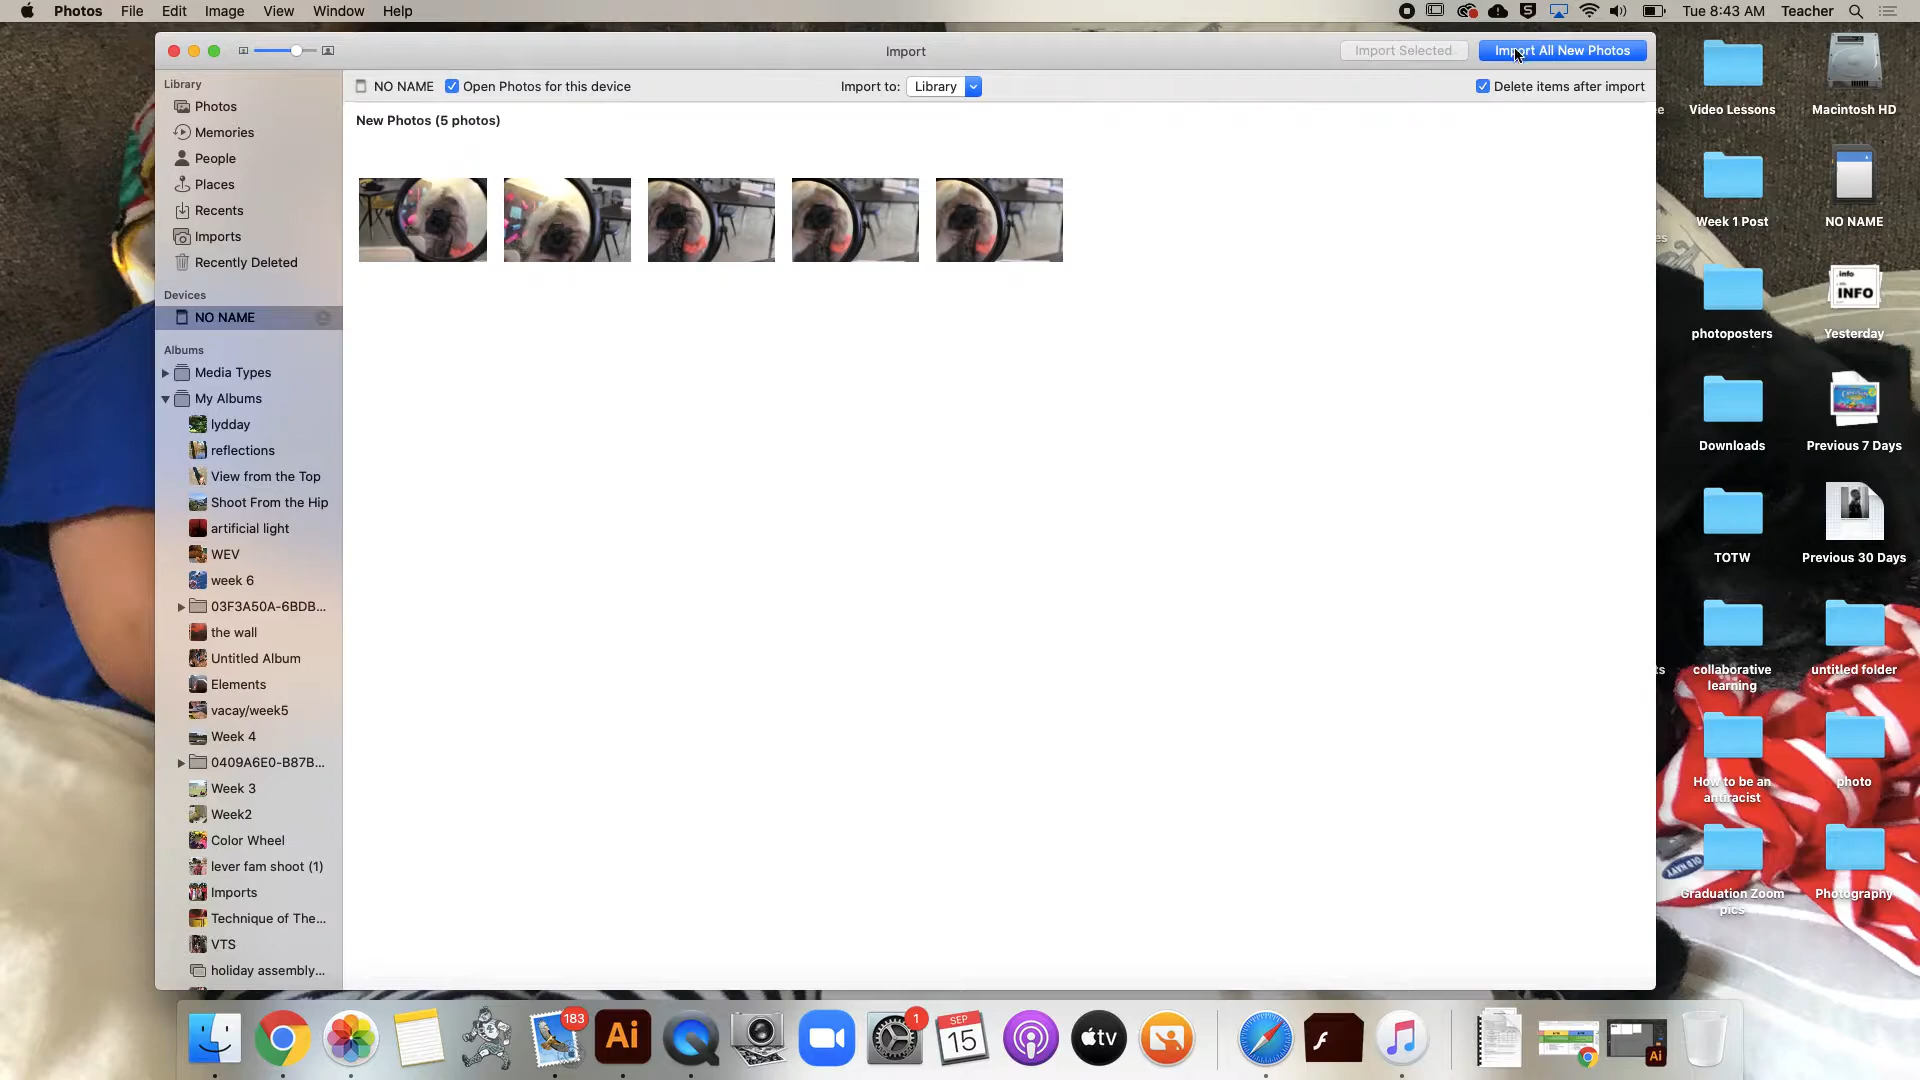 Photos File Edit Image View Window Help
Tue 8:43 AM Teacher
Import
Import Selected
Import All New Photos
NO NAME
Open Photos for this device
Import to: Library
Delete items after import
New Photos (5 photos)
Library
Photos
Memories
People
Places
Recents
Imports
Recently Deleted
Devices
NO NAME
Albums
Media Types
My Albums
lydday
reflections
View from the Top
Shoot From the Hip
artificial light
WEV
week 6
03F3A50A-6BDB...
the wall
Untitled Album
Elements
vacay/week5
Week 4
0409A6E0-B87B...
Week 3
Week2
Color Wheel
lever fam shoot (1)
Imports
Technique of The...
VTS
holiday assembly...
Video Lessons
Macintosh HD
Week 1 Post
NO NAME
photoposters
.info .info
INFO
Yesterday
Downloads
Previous 7 Days
TOTW
Previous 30 Days
collaborative
learning
untitled folder
How to be an
antiracist
photo
OLD NAVY
Graduation Zoom
pics
Photography
183
Ai
1
SEP
15
tv
Ai